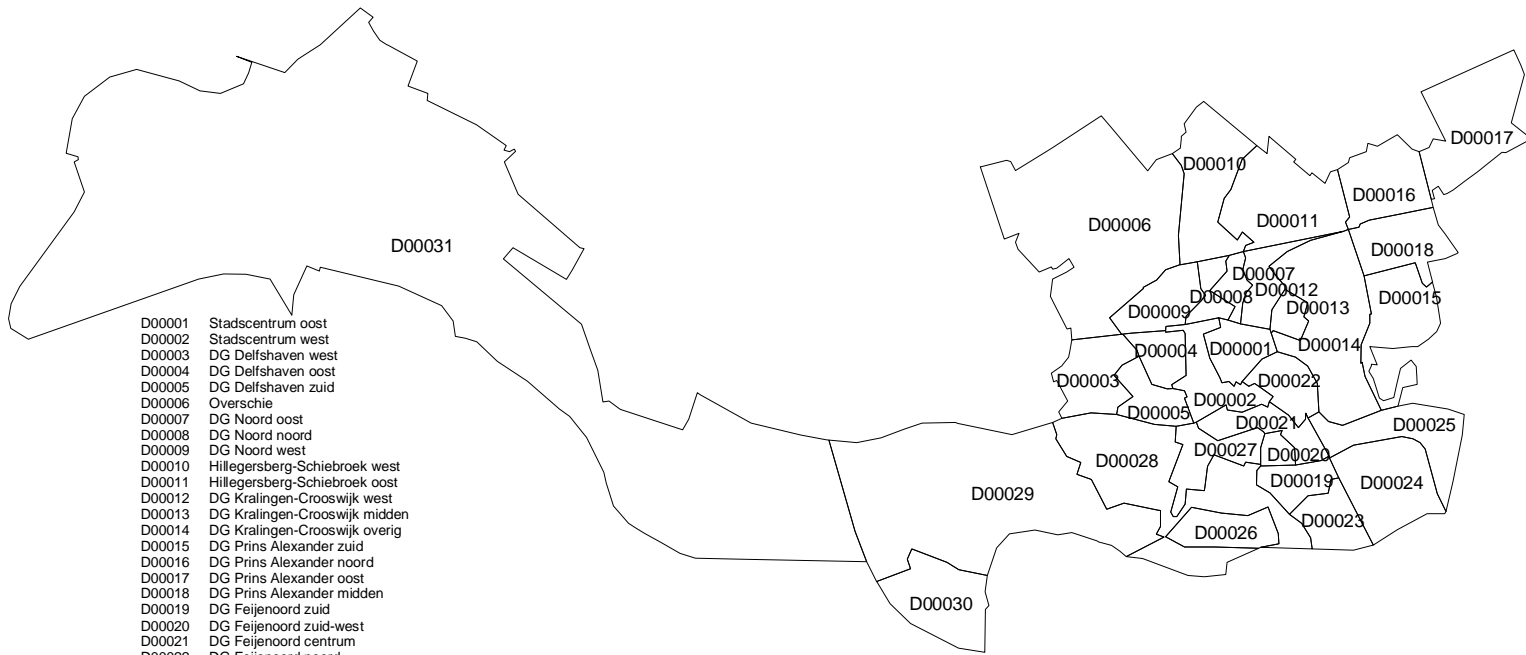 D00017
D00010
D00016
D00006
D00011
D00031
D00018
D00007
D00012
D00008
D00015
D00009
D00013
D00014
D00004
D00001
D00003
D00022
D00002
D00005
D00021
D00025
D00027
D00020
D00028
D00019
D00024
D00029
D00023
D00026
D00030
D00001 Stadscentrum oost
D00002 Stadscentrum west
D00003 DG Delfshaven west
D00004 DG Delfshaven oost
D00005 DG Delfshaven zuid
D00006 Overschie
D00007 DG Noord oost
D00008 DG Noord noord
D00009 DG Noord west
D00010 Hillegersberg-Schiebroek west
D00011 Hillegersberg-Schiebroek oost
D00012 DG Kralingen-Crooswijk west
D00013 DG Kralingen-Crooswijk midden
D00014 DG Kralingen-Crooswijk overig
D00015 DG Prins Alexander zuid
D00016 DG Prins Alexander noord
D00017 DG Prins Alexander oost
D00018 DG Prins Alexander midden
D00019 DG Feijenoord zuid
D00020 DG Feijenoord zuid-west
D00021 DG Feijenoord centrum